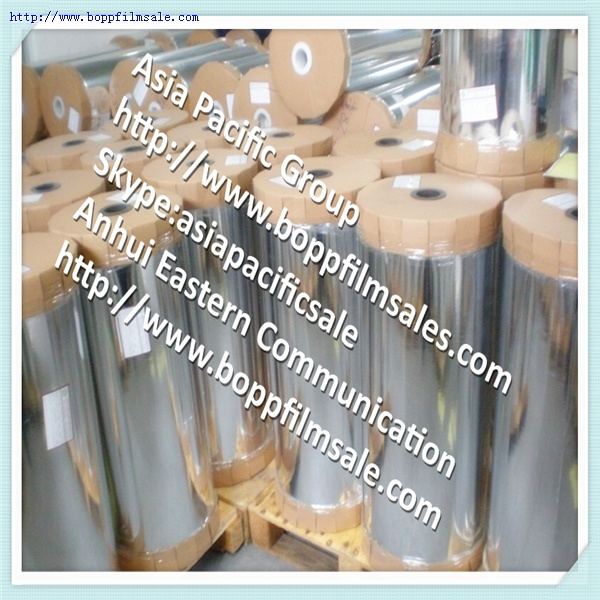 http://www.boppfilmsale.com
Asia Pacific Group
http://www.boppfilmsales.com
Skype:asiapacificsale
Anhui Eastern Communication
http://www.boppfilmsale.com